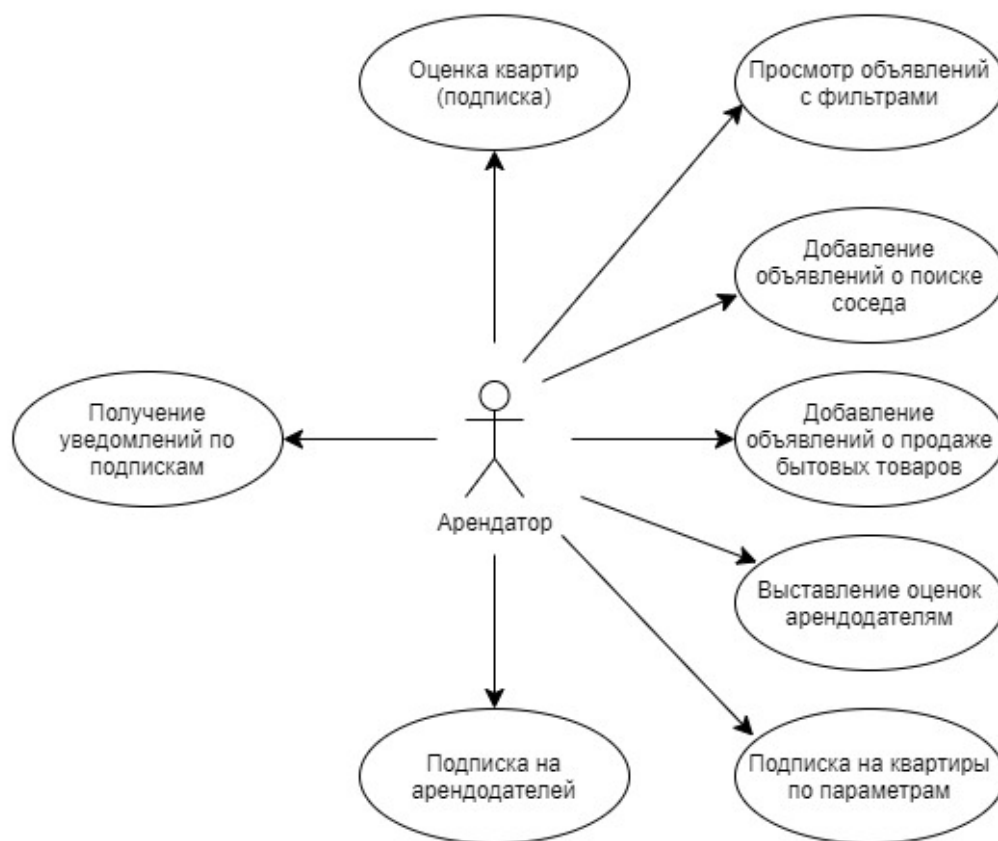 Оценка квартир
(подписка)
Просмотр объявлений
с фильтрами
Добавление
объявлений о поиске
соседа
Получение
уведомлений по
подпискам
Добавление
объявлений о продаже
бытовых товаров
Арендатор
Выставление оценок
арендодателям
Подписка на
арендодателей
Подписка на квартиры
по параметрам